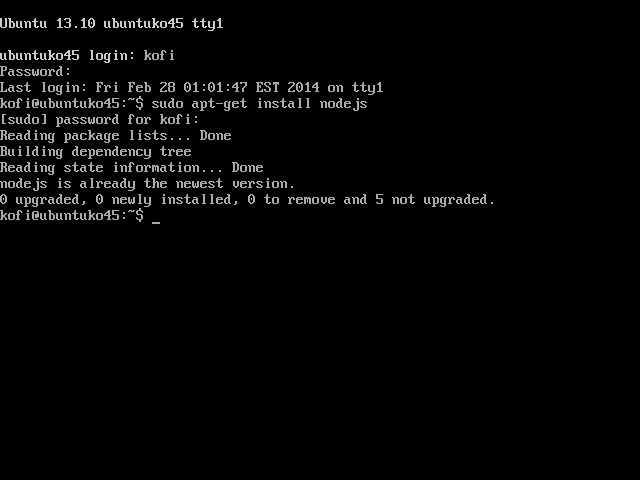 Ubuntu 13.10 ubuntuko45 tty1
ubuntuko45 login: kofi
Password:
Last login: Fri Feb 28 01:01:47 EST 2014 on tty1
kofi@ubuntuko45:~$ sudo apt-get install nodejs
[sudo] password for kofi:
Reading package lists... Done
Building dependency tree
Reading state information... Done
nodejs is already the newest version.
0 upgraded, 0 newly installed, 0 to remove and 5 not upgraded.
kofi@ubuntuko45:~$ _